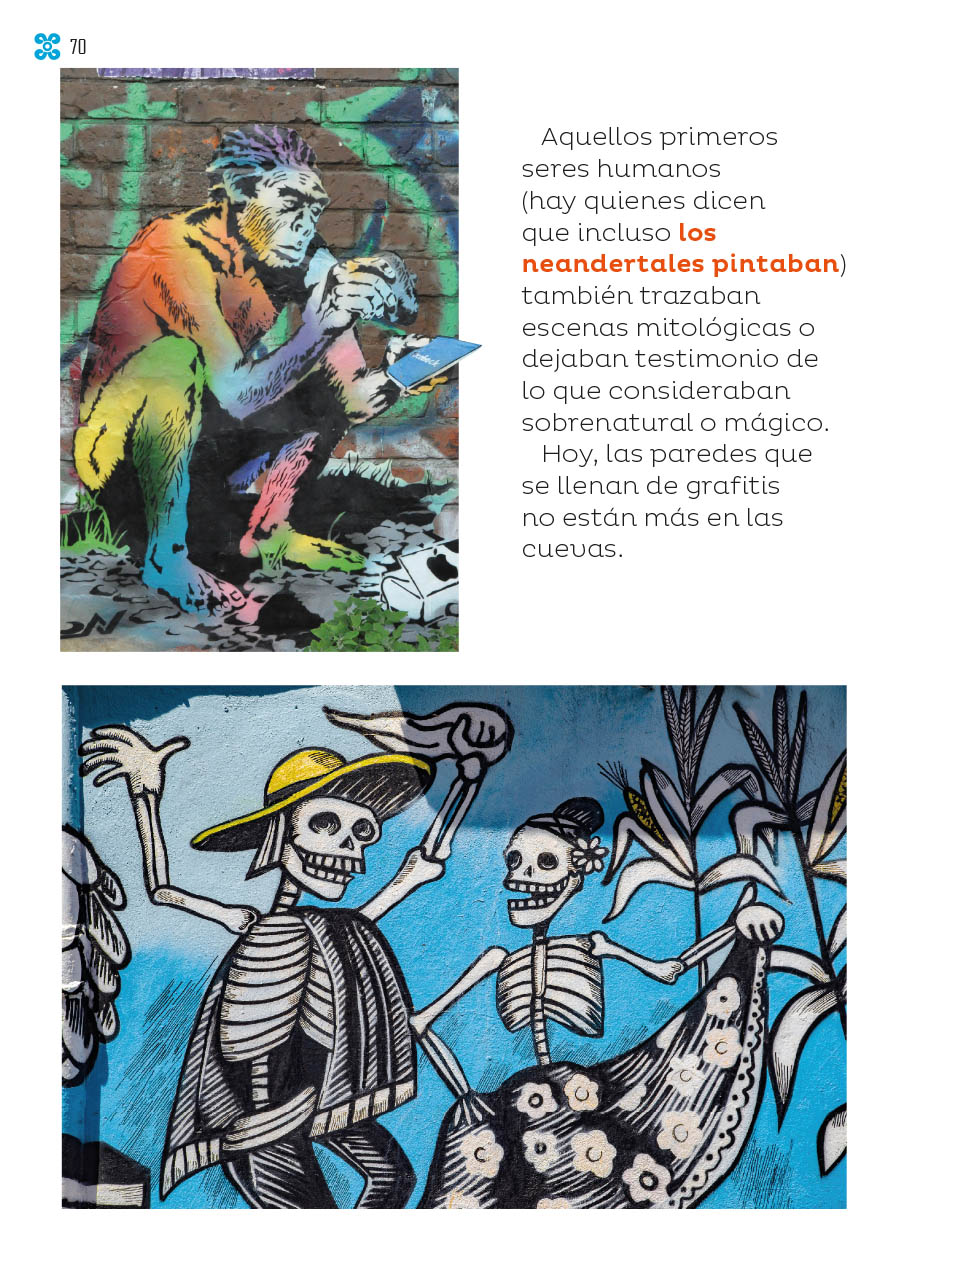 70
Aquellos primeros
seres humanos
(hay quienes dicen
que incluso los
neandertales pintaban)
también trazaban
escenas mitológicas o
dejaban testimonio de
lo que consideraban
sobrenatural o mágico.
Hoy, las paredes que
se llenan de grafitis
no están más en las
cuevas.